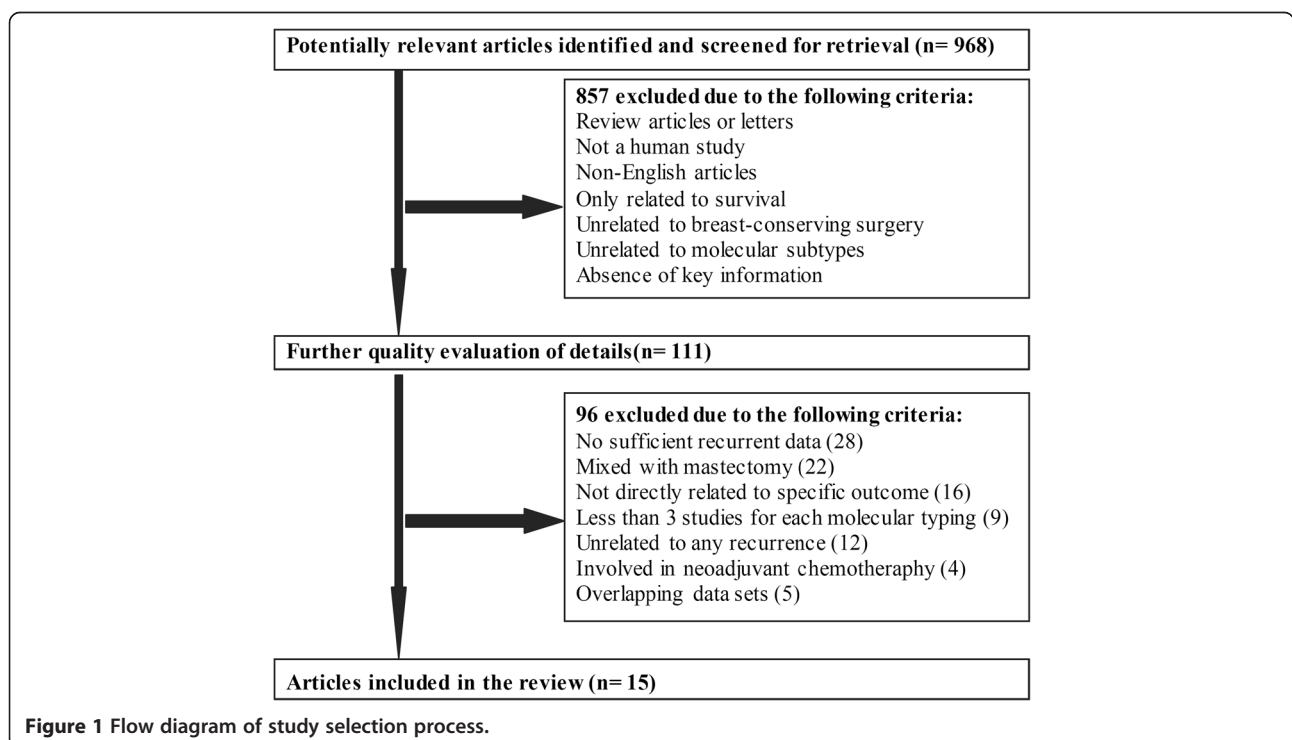 Potentially relevant articles identified and screened for retrieval (n= 968)
857 excluded due to the following criteria:
Review articles or letters
Not a human study
Non-English articles
Only related to survival
Unrelated to breast-conserving surgery
Unrelated to molecular subtypes
Absence of key information
Further quality evaluation of details(n= 111)
96 excluded due to the following criteria:
No sufficient recurrent data (28)
Mixed with mastectomy (22)
Not directly related to specific outcome (16)
Less than 3 studies for each molecular typing (9)
Unrelated to any recurrence (12)
Involved in neoadjuvant chemotheraphy (4)
Overlapping data sets (5)
Articles included in the review (n= 15)
Figure 1 Flow diagram of study selection process.